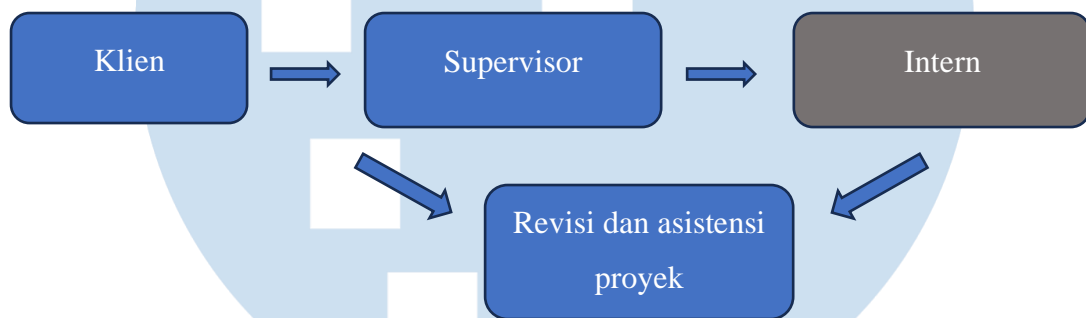 Klien
Supervisor
Intern
Revisi dan asistensi
proyek